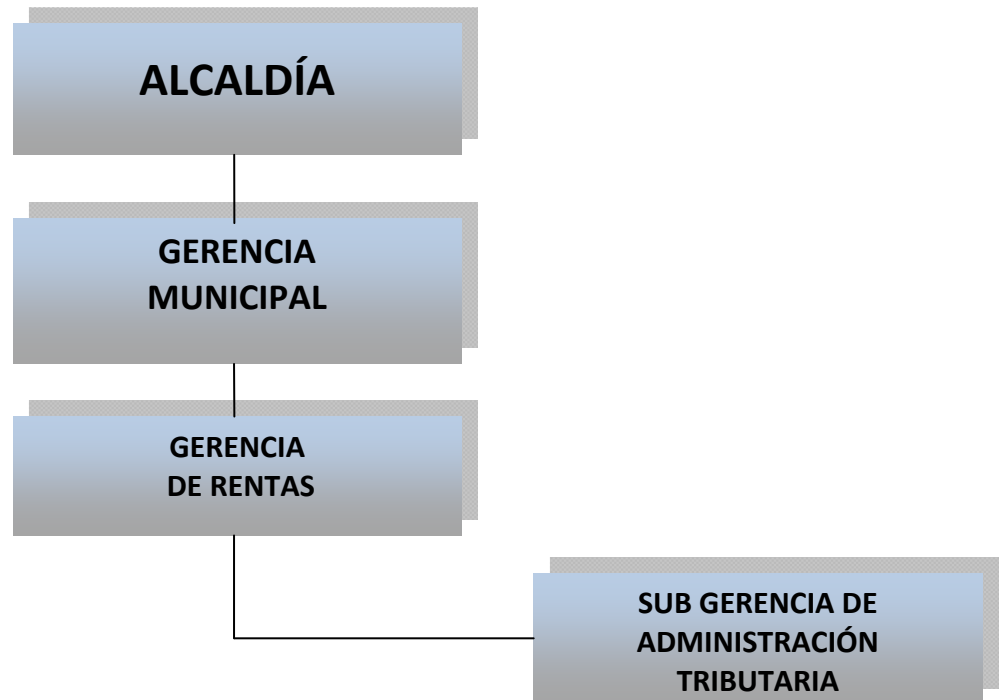 ALCALDÍA
GERENCIA
MUNICIPAL
GERENCIA
DE RENTAS
SUB GERENCIA DE
ADMINISTRACIÓN
TRIBUTARIA